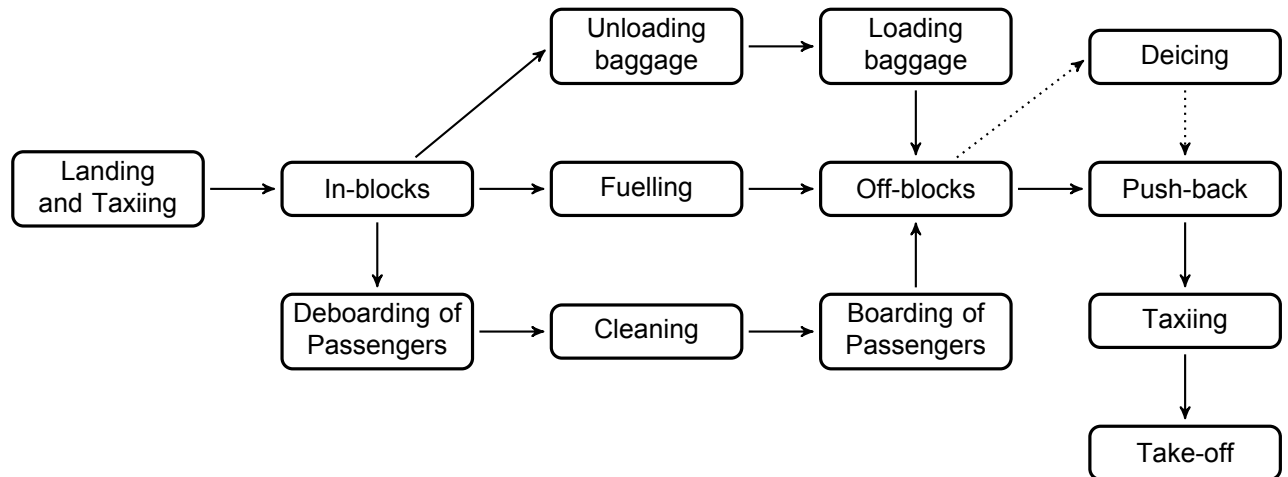 Unloading
baggage
Loading
baggage
Deicing
Landing
and Taxiing
In-blocks
Fuelling
Off-blocks
Push-back
Deboarding of
Passengers
Cleaning
Boarding of
Passengers
Taxiing
Take-off